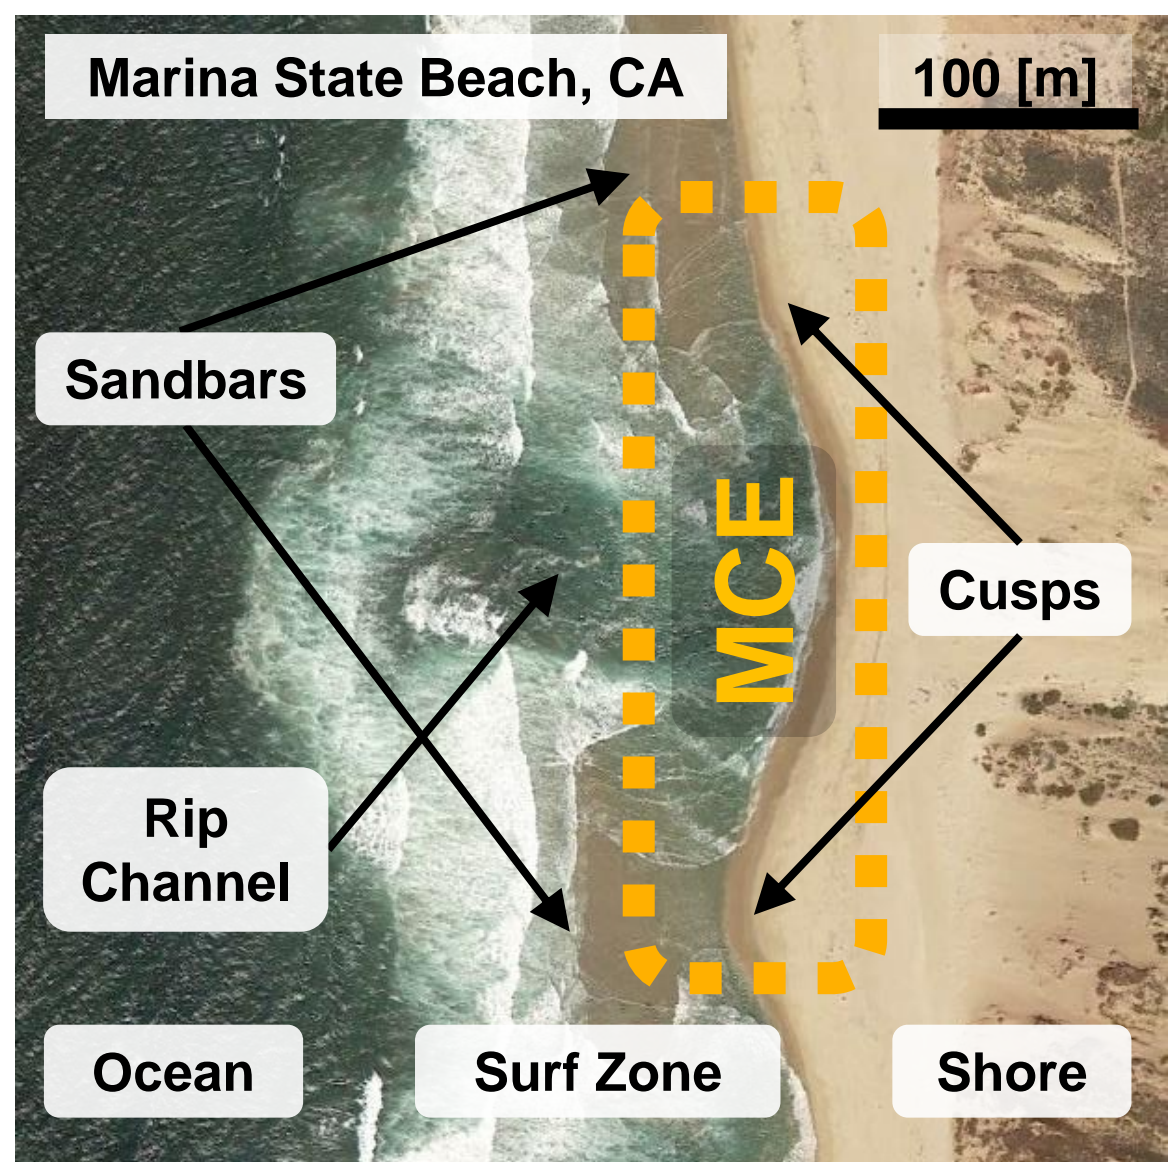 Marina State Beach, CA
100 [m]
Sandbars
MCE
Cusps
Rip
Channel
Ocean
Surf Zone
Shore